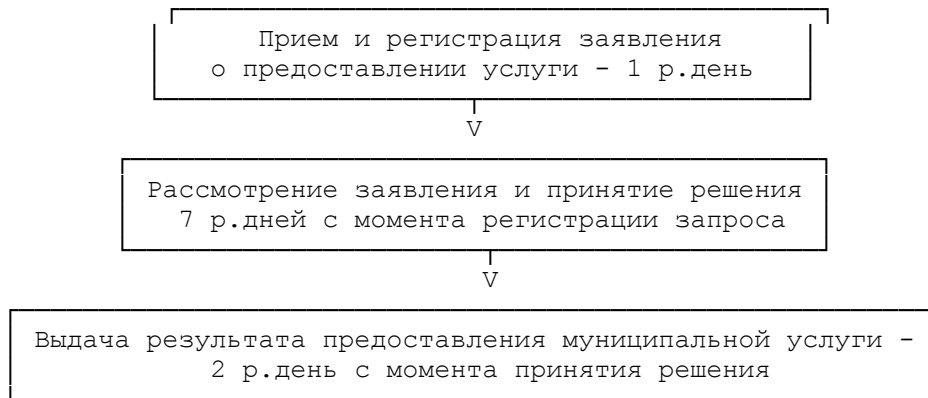 Прием и регистрация заявления
о предоставлении услуги - 1 р.день
V
Рассмотрение заявления и принятие решения
7 р.дней с момента регистрации запроса
V
Выдача результата предоставления муниципальной услуги -
2 р.день с момента принятия решения